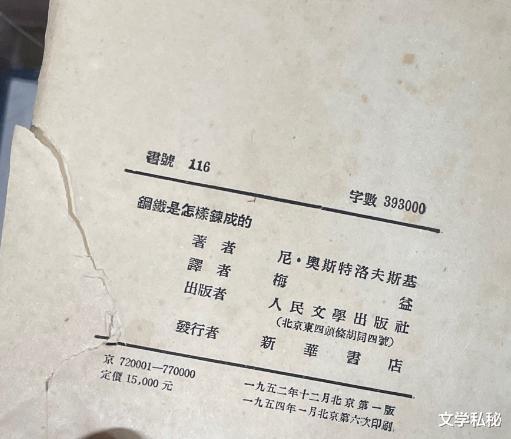 書號 116
字數 393000
鋼鐵是怎樣鍊成的
著者 尼·奧斯特洛夫斯基
譯者 梅益
出版者 人民文學出版社
(北京東四頭條胡同四號)
發行者 新華書店
京 720001—770000
定價 15,000 元
一九五二年十二月北京第一版
一九五四年一月北京第六次印刷
文学私秘